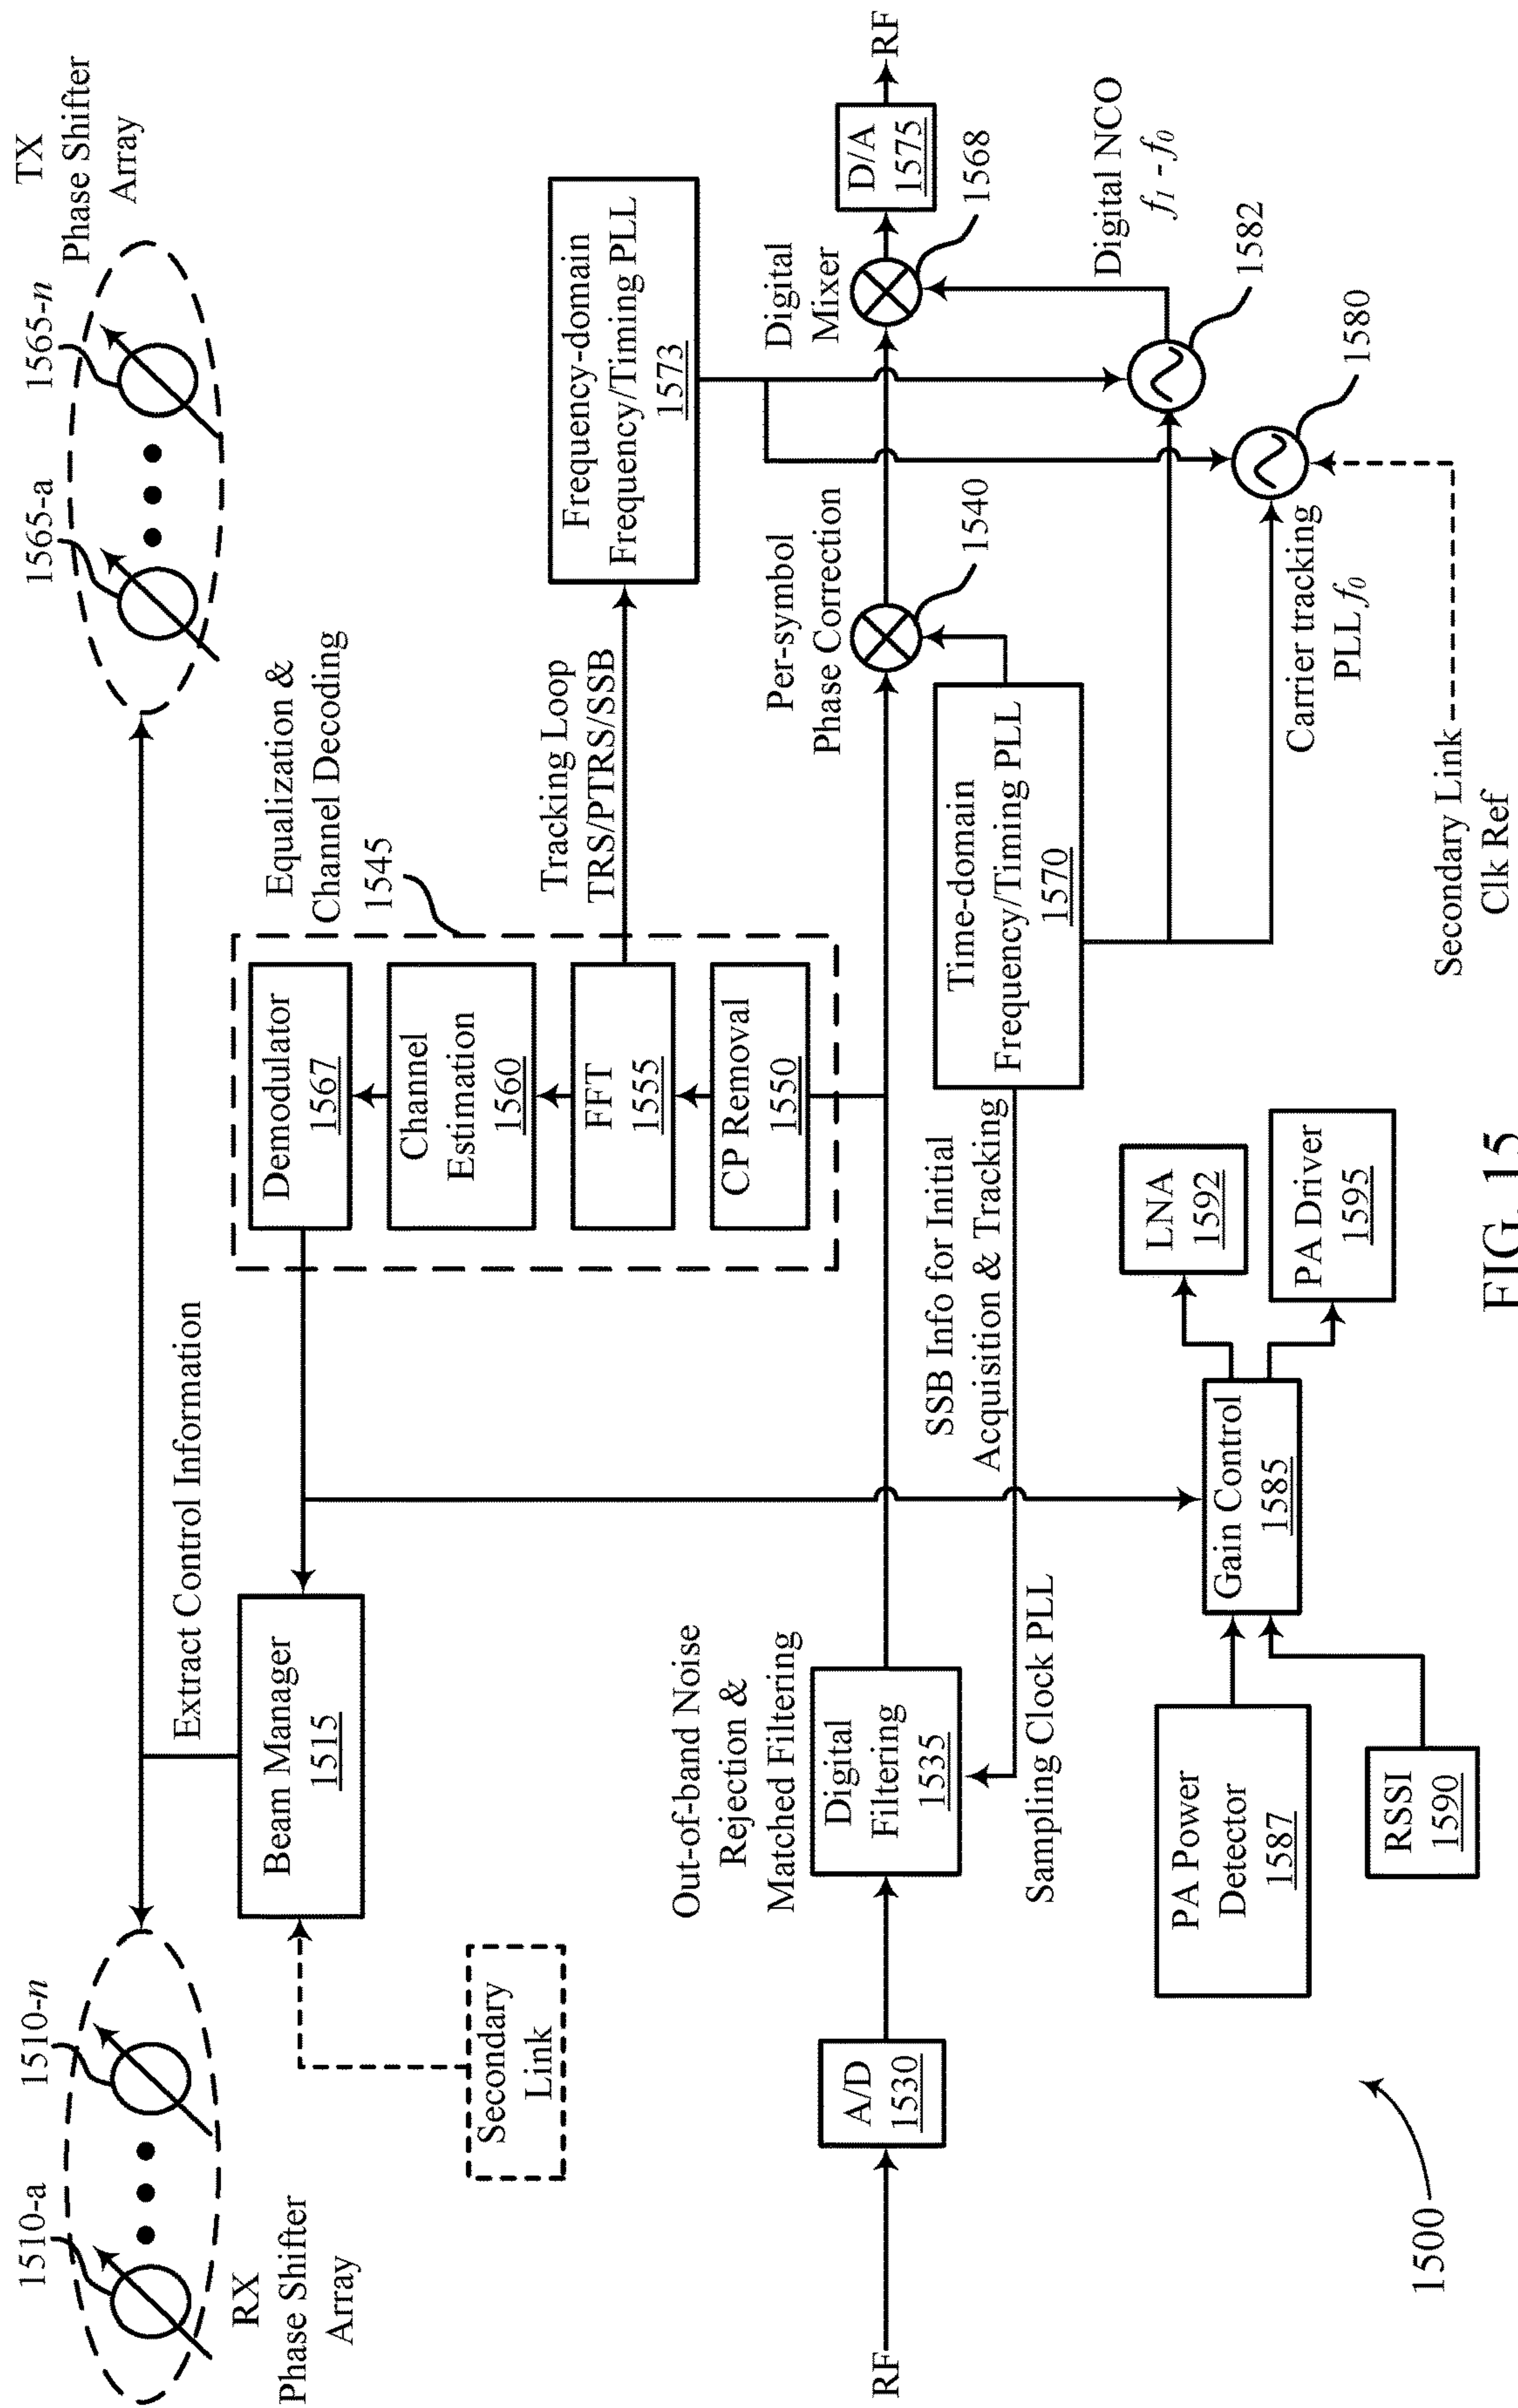 1510-a
1510-n
RX
Phase Shifter
Array
1565-a
1565-n
TX
Phase Shifter
Array
Extract Control Information
Beam Manager
1515
Secondary
Link
Equalization &
Channel Decoding
1545
Demodulator
1567
Channel
Estimation
1560
FFT
1555
CP Removal
1550
Tracking Loop
TRS/PTRS/SSB
Frequency-domain
Frequency/Timing PLL
1573
RF
A/D
1530
Out-of-band Noise
Rejection &
Matched Filtering
Digital
Filtering
1535
Sampling Clock PLL
SSB Info for Initial
Acquisition & Tracking
Per-symbol
Phase Correction
1540
Time-domain
Frequency/Timing PLL
1570
Digital
Mixer
1568
D/A
1575
RF
Digital NCO
f1 - f0
1582
1580
Carrier tracking
PLL f0
Secondary Link
Clk Ref
PA Power
Detector
1587
RSSI
1590
Gain Control
1585
LNA
1592
PA Driver
1595
1500
FIG. 15